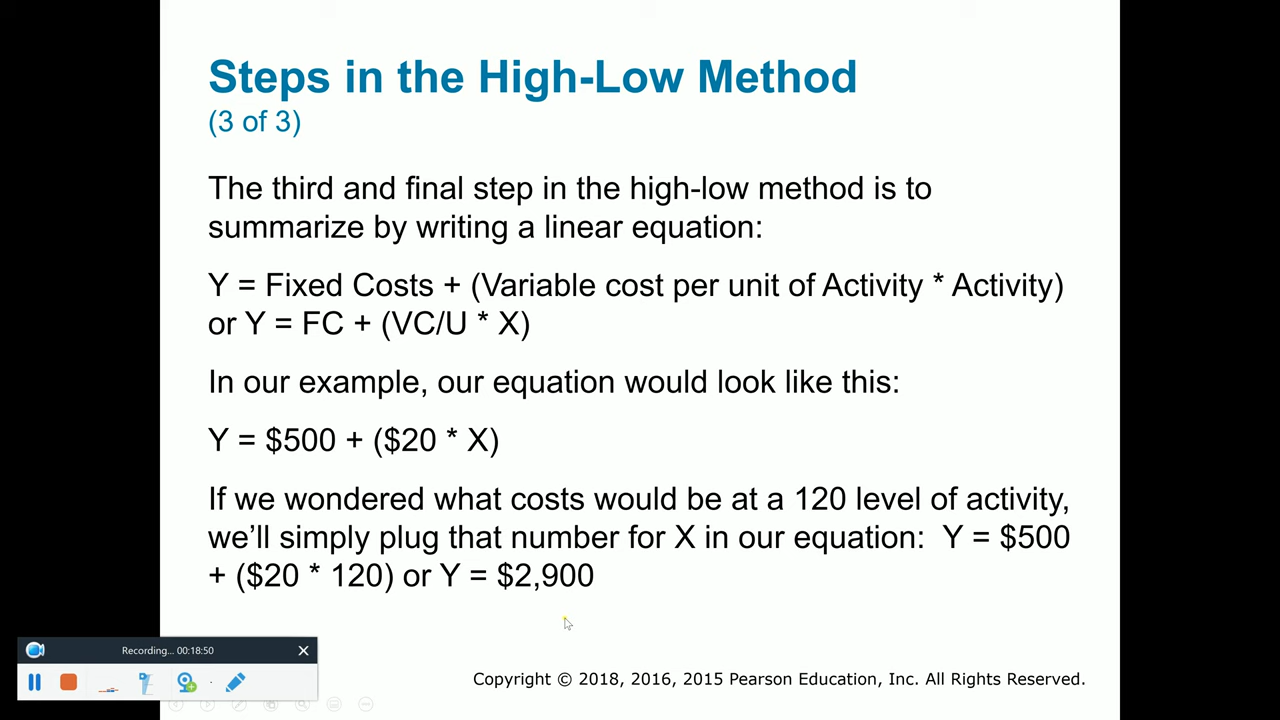 Steps in the High-Low Method
(3 of 3)
The third and final step in the high-low method is to
summarize by writing a linear equation:
Y = Fixed Costs + (Variable cost per unit of Activity * Activity)
or Y = FC + (VC/U * X)
In our example, our equation would look like this:
Y = $500 + ($20 * X)
If we wondered what costs would be at a 120 level of activity,
we’ll simply plug that number for X in our equation:  Y = $500
+ ($20 * 120) or Y = $2,900
Recording... 00:18:50
Copyright © 2018, 2016, 2015 Pearson Education, Inc. All Rights Reserved.